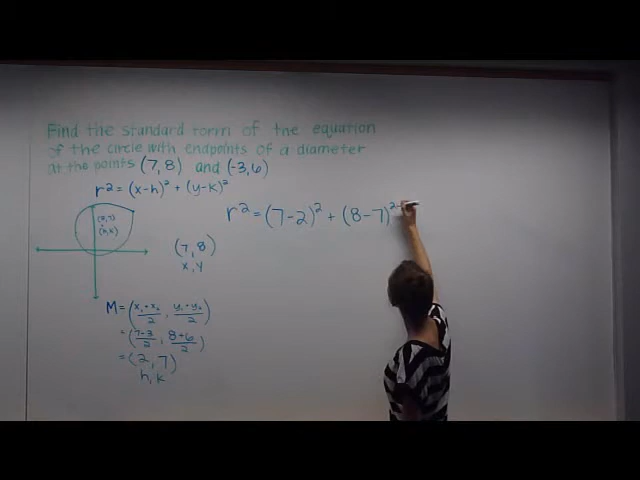 Find the standard form of the equation
of the circle with endpoints of a diameter
at the points (7,8) and (-3,6)
r2 = (x-h)² + (y-k)²
r² = (7-2)² + (8-7)²
(2,7)
(h,k)
(7,8)
x,y
M = (x₁+x₂/2, y₁+y₂/2)
= (7-3/2, 8+6/2)
= (2,7)
h,k